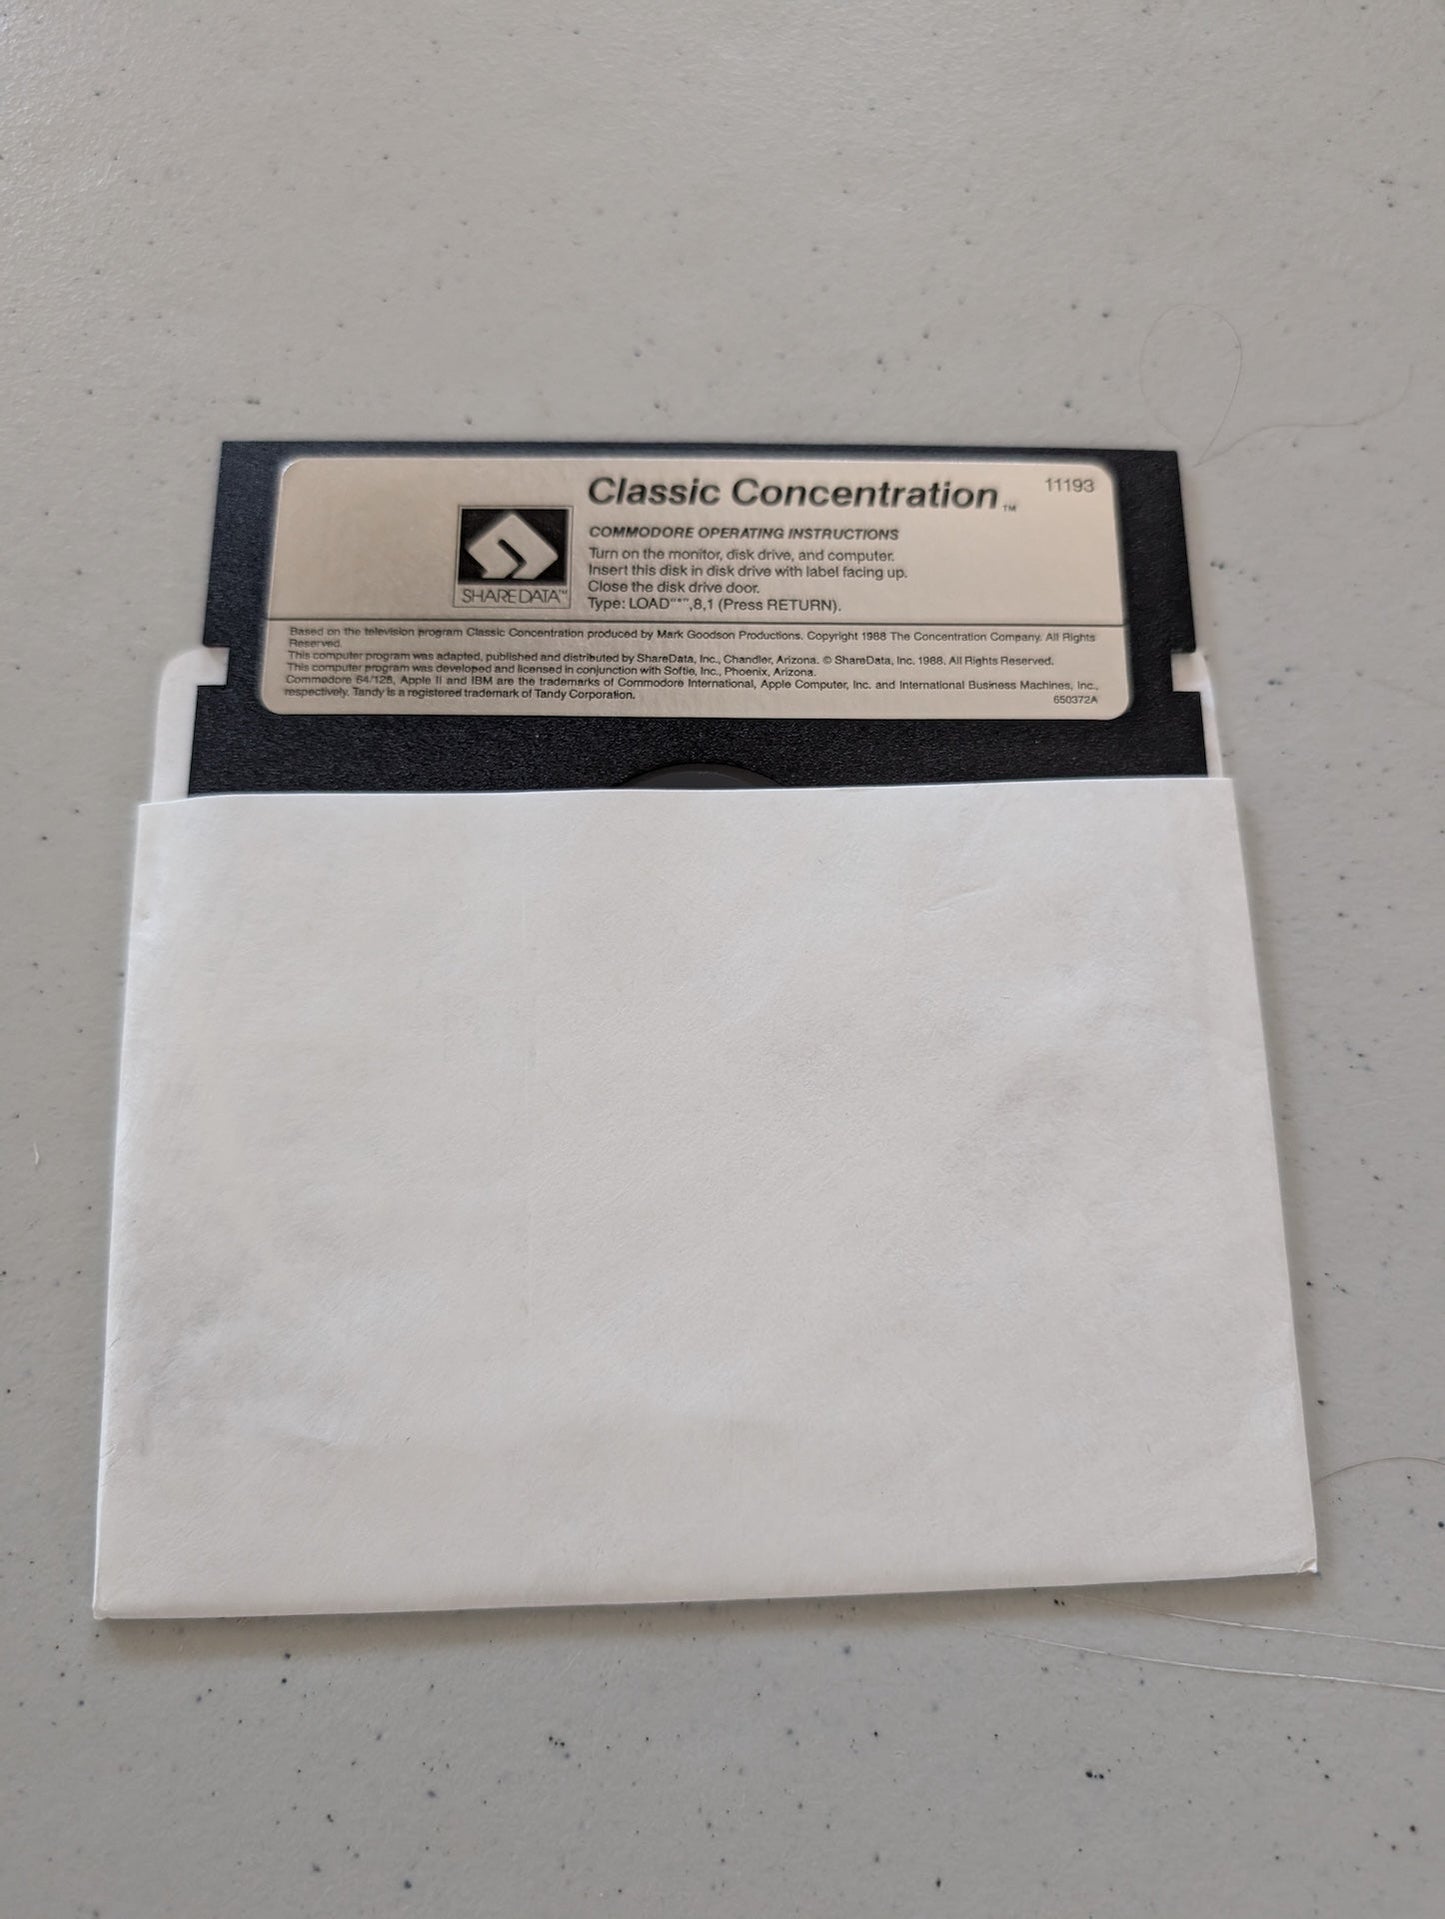 Classic Concentration™
11193
COMMODORE OPERATING INSTRUCTIONS
Turn on the monitor, disk drive, and computer.
Insert this disk in disk drive with label facing up.
Close the disk drive door.
Type: LOAD"*",8,1 (Press RETURN).
SHAREDATA™
Based on the television program Classic Concentration produced by Mark Goodson Productions. Copyright 1988 The Concentration Company. All Rights
Reserved.
This computer program was adapted, published and distributed by ShareData, Inc., Chandler, Arizona. © ShareData, Inc. 1988. All Rights Reserved.
This computer program was developed and licensed in conjunction with Softie, Inc., Phoenix, Arizona.
Commodore 64/128, Apple II and IBM are the trademarks of Commodore International, Apple Computer, Inc. and International Business Machines, Inc.,
respectively. Tandy is a registered trademark of Tandy Corporation.
650372A